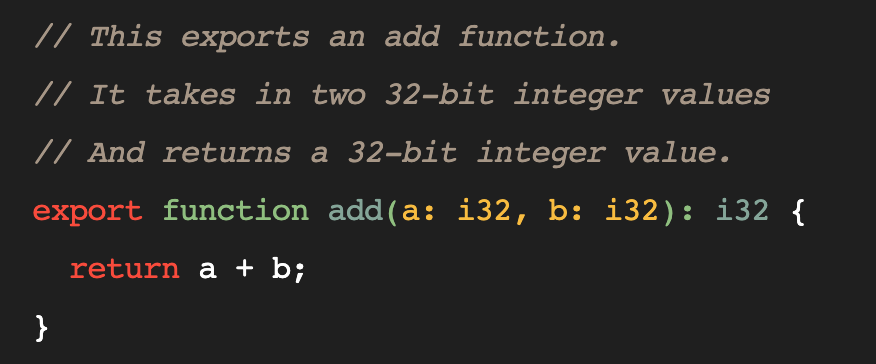 // This exports an add function.
// It takes in two 32-bit integer values
// And returns a 32-bit integer value.
export function add(a: i32, b: i32): i32 {
  return a + b;
}